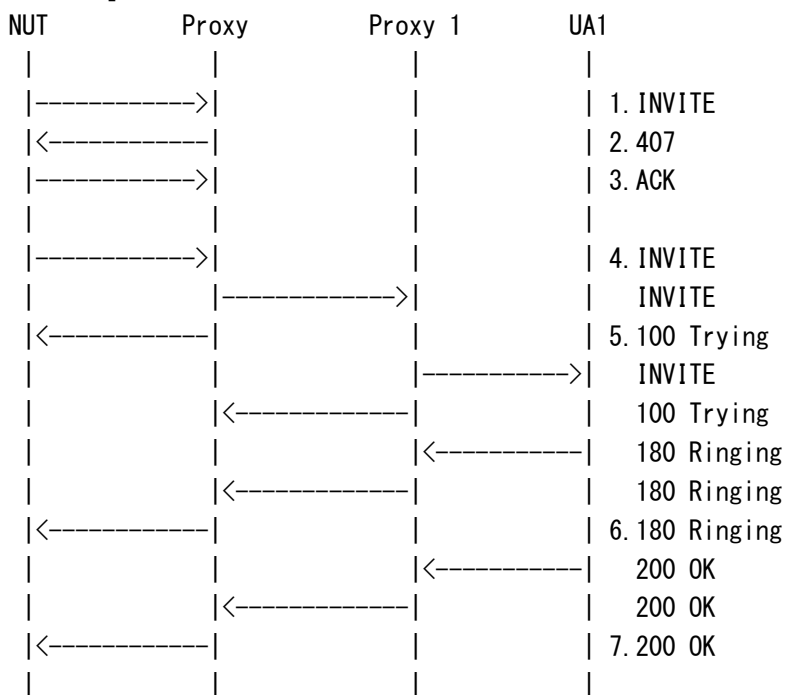 NUT Proxy Proxy 1 UA1
| | | |
|------------>| | | 1.INVITE
|<------------| | | 2.407
|------------>| | | 3.ACK
| | | |
|------------>| | | 4.INVITE
| |------------->| | INVITE
|<------------| | | 5.100 Trying
| | |----------->| INVITE
| |<-------------| | 100 Trying
| | |<-----------| 180 Ringing
| |<-------------| | 180 Ringing
|<------------| | | 6.180 Ringing
| | |<-----------| 200 OK
| |<-------------| | 200 OK
|<------------| | | 7.200 OK
| | | |